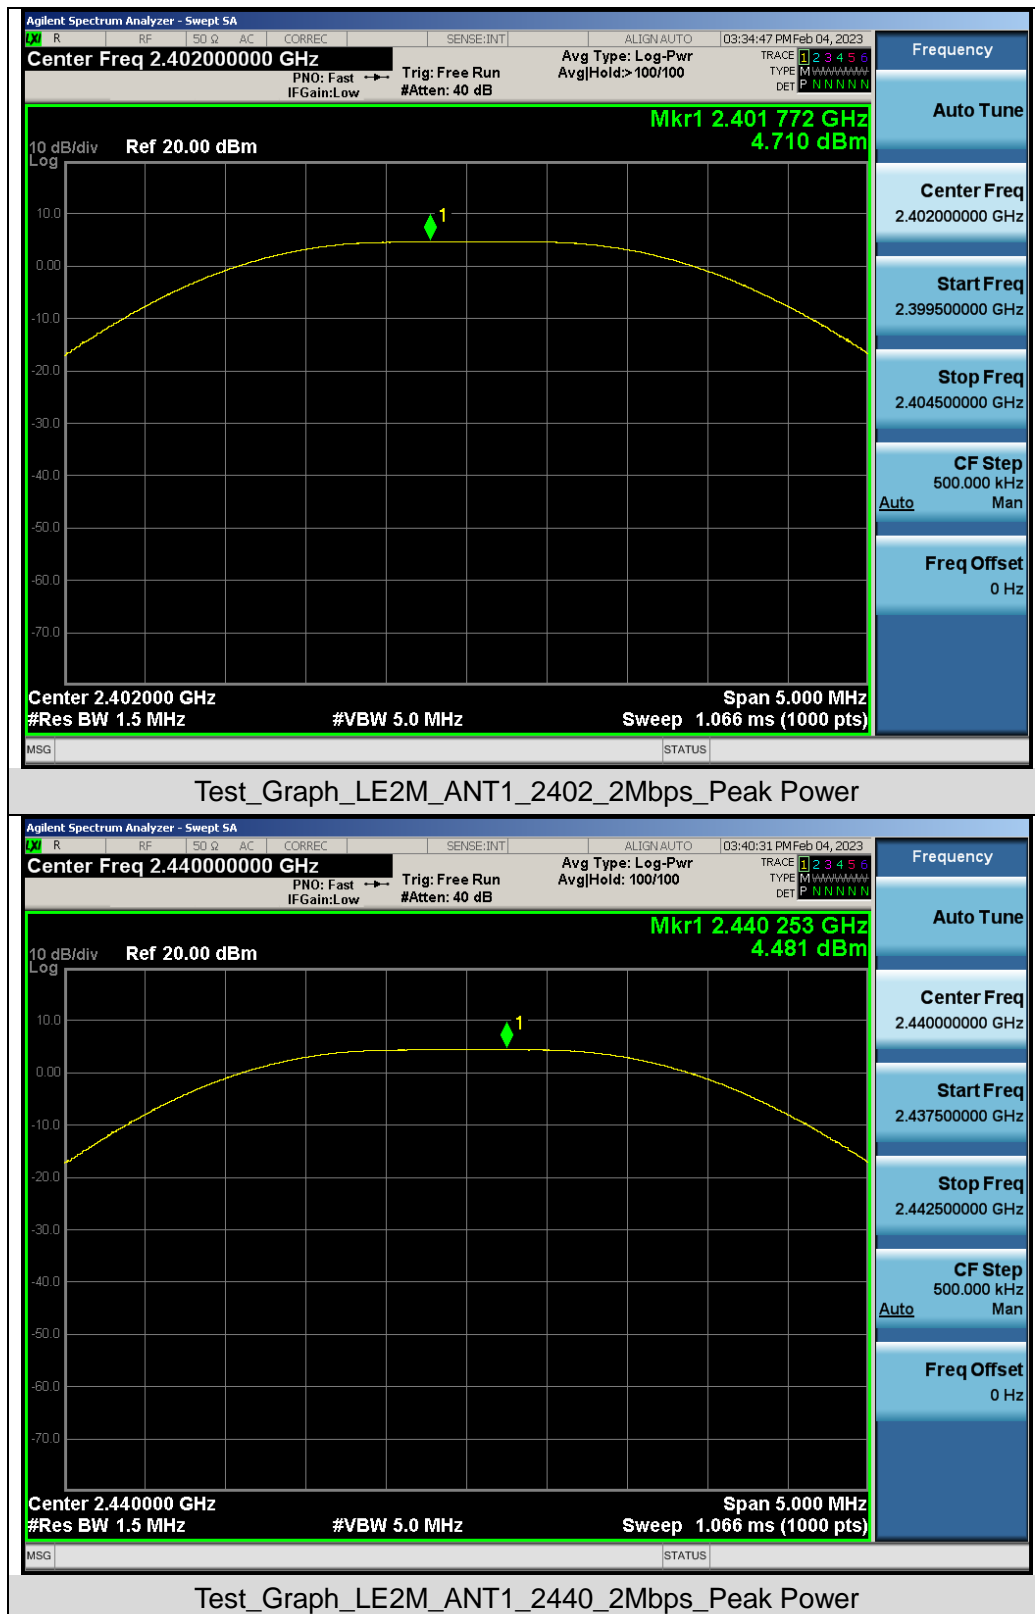 Agilent Spectrum Analyzer - Swept SA
LXI R RF 50 Ω AC CORREC SENSE:INT ALIGN AUTO 03:34:47 PM Feb 04, 2023
Center Freq 2.402000000 GHz
PNO: Fast
IFGain:Low
Trig: Free Run
#Atten: 40 dB
Avg Type: Log-Pwr
Avg|Hold:>100/100
TRACE 1 2 3 4 5 6
TYPE M
DET P N N N N N
Frequency
Mkr1 2.401 772 GHz
4.710 dBm
10 dB/div
Log
Ref 20.00 dBm
1
10.0
0.00
-10.0
-20.0
-30.0
-40.0
-50.0
-60.0
-70.0
Center 2.402000 GHz
#Res BW 1.5 MHz
#VBW 5.0 MHz
Span 5.000 MHz
Sweep 1.066 ms (1000 pts)
Auto Tune
Center Freq
2.402000000 GHz
Start Freq
2.399500000 GHz
Stop Freq
2.404500000 GHz
CF Step
500.000 kHz
Auto Man
Freq Offset
0 Hz
MSG STATUS
Test_Graph_LE2M_ANT1_2402_2Mbps_Peak Power
Agilent Spectrum Analyzer - Swept SA
LXI R RF 50 Ω AC CORREC SENSE:INT ALIGN AUTO 03:40:31 PM Feb 04, 2023
Center Freq 2.440000000 GHz
PNO: Fast
IFGain:Low
Trig: Free Run
#Atten: 40 dB
Avg Type: Log-Pwr
Avg|Hold: 100/100
TRACE 1 2 3 4 5 6
TYPE M
DET P N N N N N
Frequency
Mkr1 2.440 253 GHz
4.481 dBm
10 dB/div
Log
Ref 20.00 dBm
1
10.0
0.00
-10.0
-20.0
-30.0
-40.0
-50.0
-60.0
-70.0
Center 2.440000 GHz
#Res BW 1.5 MHz
#VBW 5.0 MHz
Span 5.000 MHz
Sweep 1.066 ms (1000 pts)
Auto Tune
Center Freq
2.440000000 GHz
Start Freq
2.437500000 GHz
Stop Freq
2.442500000 GHz
CF Step
500.000 kHz
Auto Man
Freq Offset
0 Hz
MSG STATUS
Test_Graph_LE2M_ANT1_2440_2Mbps_Peak Power